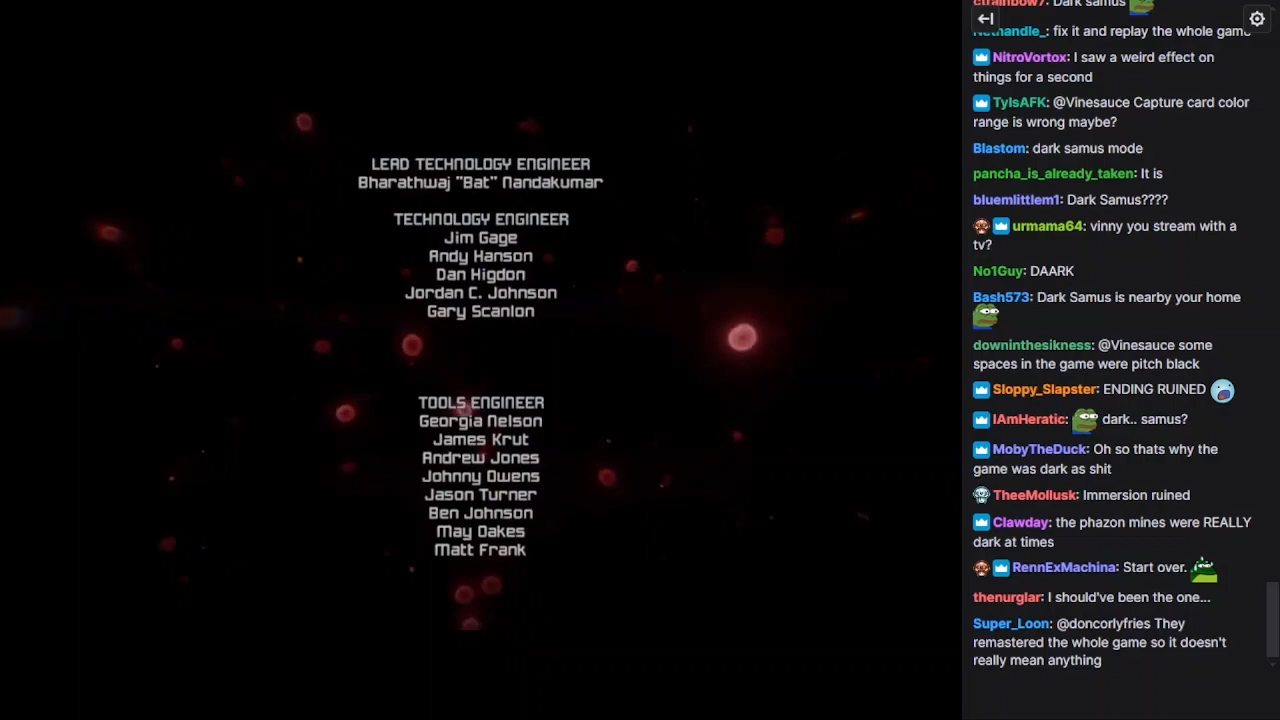 LEAD TECHNOLOGY ENGINEER
Bharathwaj "Bat" Nandakumar
TECHNOLOGY ENGINEER
Jim Gage
Andy Hanson
Dan Higdon
Jordan C. Johnson
Gary Scanlon
TOOLS ENGINEER
Georgia Nelson
James Krut
Andrew Jones
Johnny Owens
Jason Turner
Ben Johnson
May Oakes
Matt Frank
ctrainbow7: Dark samus
Nethandle_: fix it and replay the whole game
NitroVortox: I saw a weird effect on
things for a second
TylsAFK: @Vinesauce Capture card color
range is wrong maybe?
Blastom: dark samus mode
pancha_is_already_taken: It is
bluemlittlem1: Dark Samus????
urmama64: vinny you stream with a
tv?
No1Guy: DAARK
Bash573: Dark Samus is nearby your home
downinthesikness: @Vinesauce some
spaces in the game were pitch black
Sloppy_Slapster: ENDING RUINED
IAmHeratic: dark.. samus?
MobyTheDuck: Oh so thats why the
game was dark as shit
TheeMollusk: Immersion ruined
Clawday: the phazon mines were REALLY
dark at times
RennExMachina: Start over.
thenurglar: I should've been the one...
Super_Loon: @doncorlyfries They
remastered the whole game so it doesn't
really mean anything